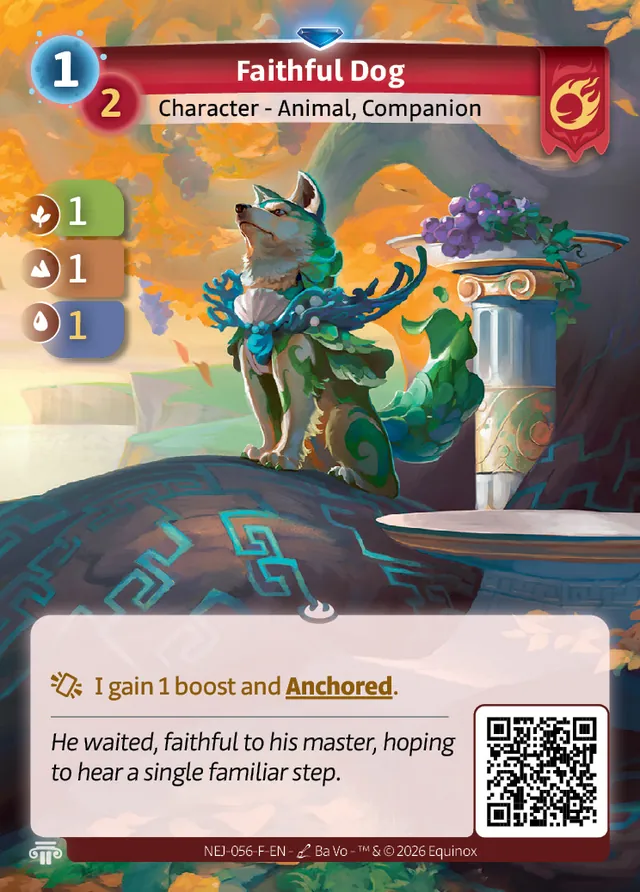 1
Faithful Dog
2
Character - Animal, Companion
1
1
1
I gain 1 boost and Anchored.
He waited, faithful to his master, hoping
to hear a single familiar step.
NEJ-056-F-EN - Ba Vo - ™ & © 2026 Equinox